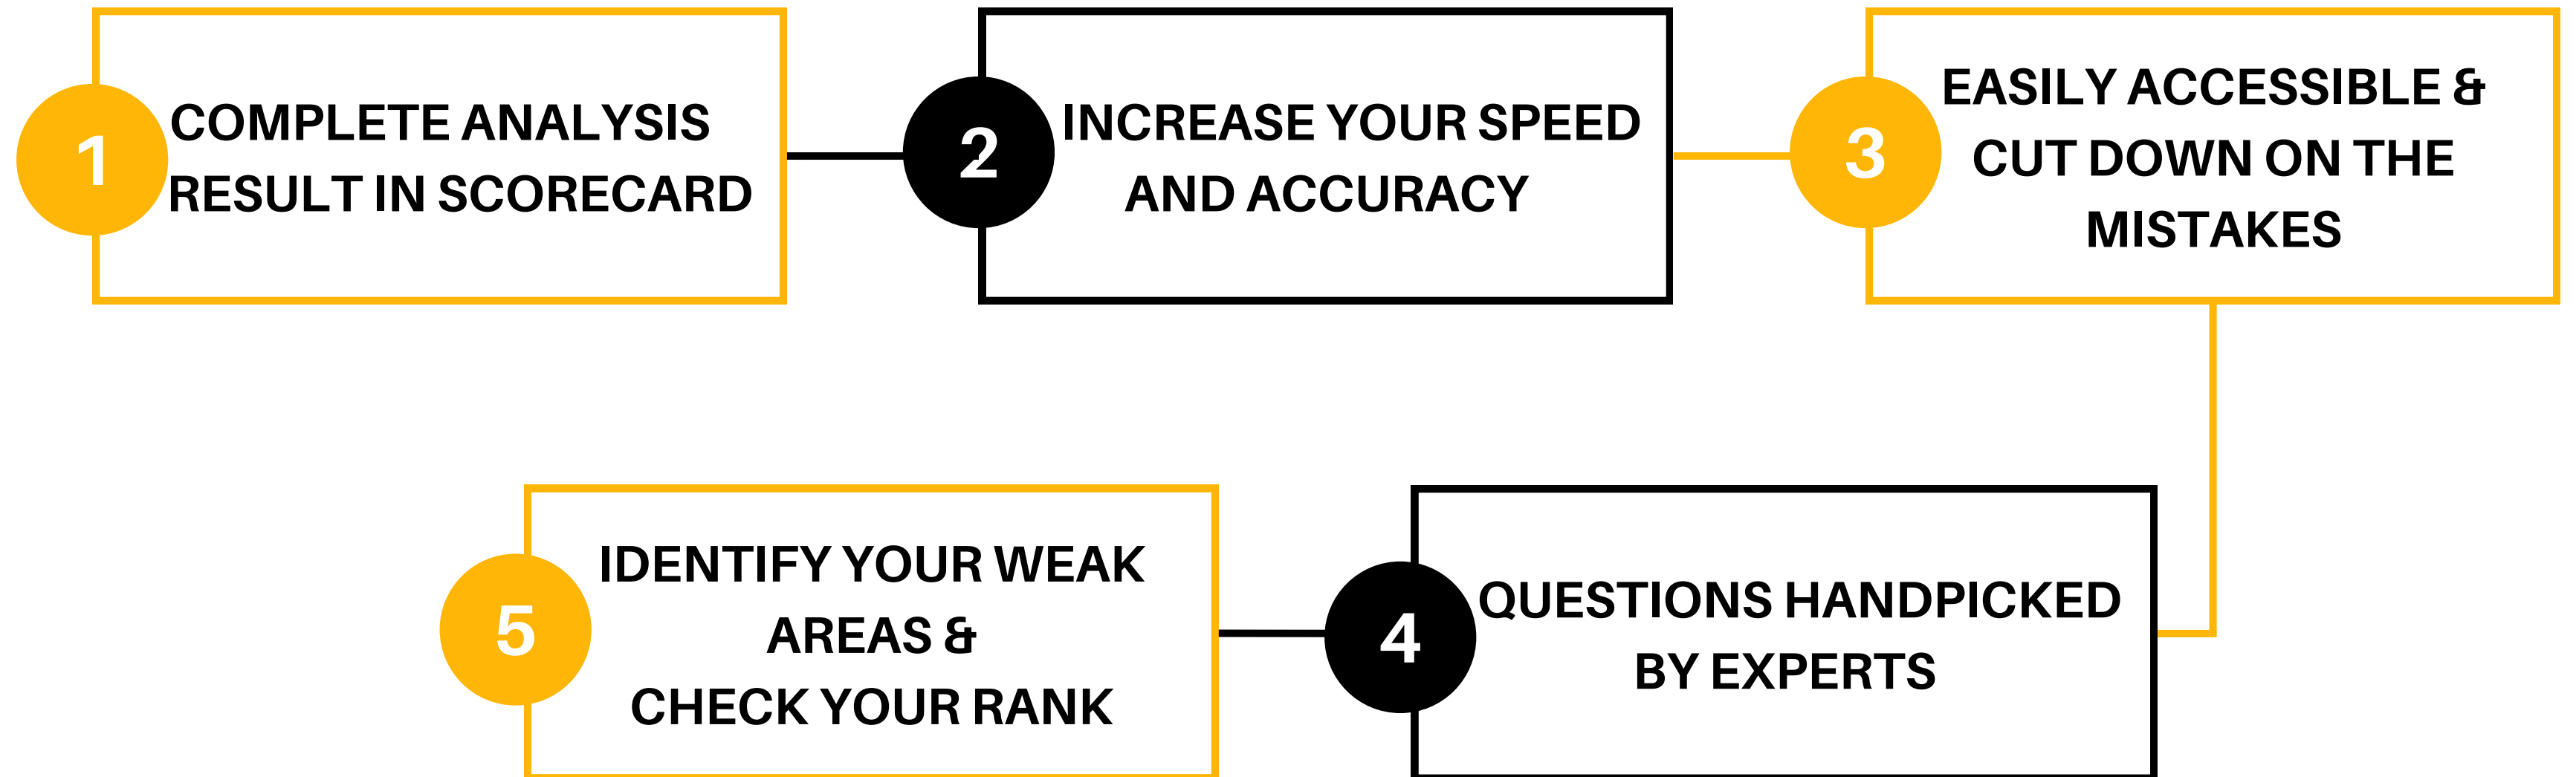 1
COMPLETE ANALYSIS
RESULT IN SCORECARD
2
INCREASE YOUR SPEED
AND ACCURACY
3
EASILY ACCESSIBLE &
CUT DOWN ON THE
MISTAKES
4
QUESTIONS HANDPICKED
BY EXPERTS
5
IDENTIFY YOUR WEAK
AREAS &
CHECK YOUR RANK